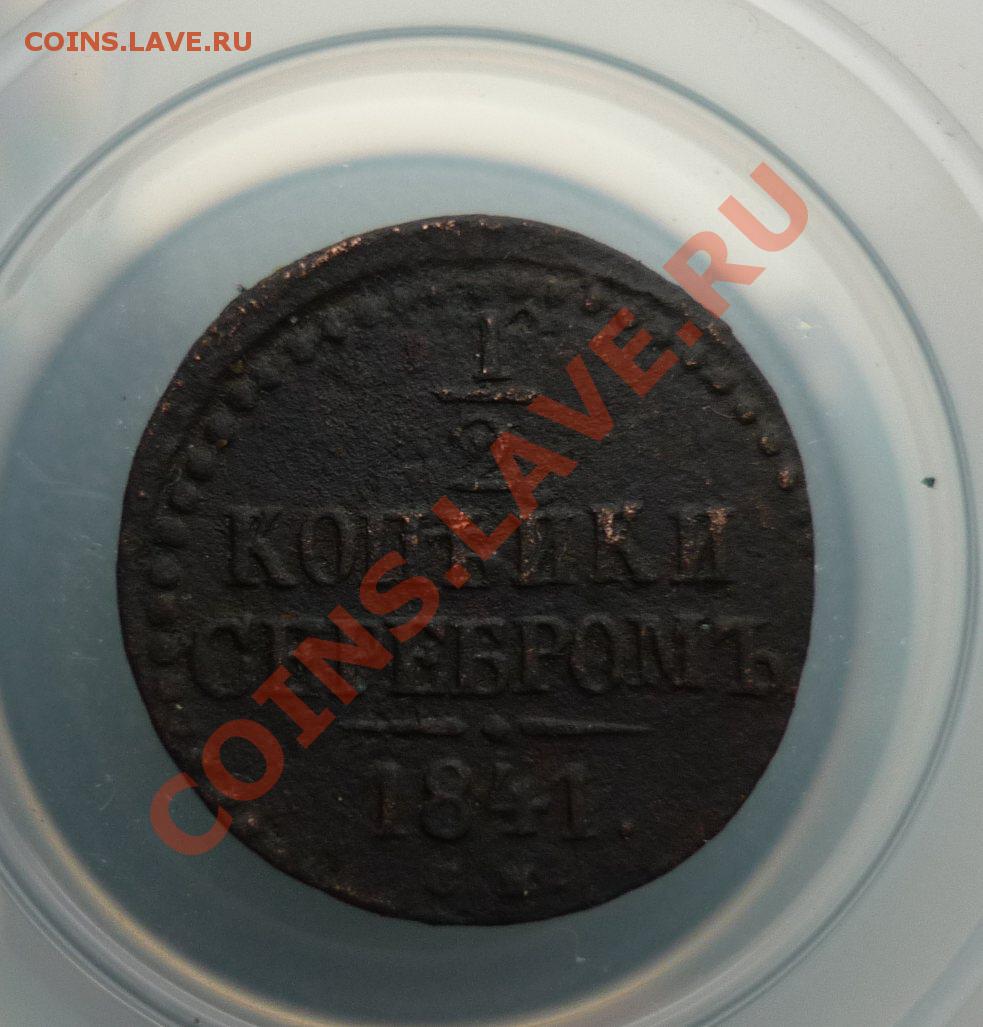 COINS.LAVE.RU
1
2
КОПѢЙКИ
СЕРЕБРОМЪ
1841.
COINS.LAVE.RU